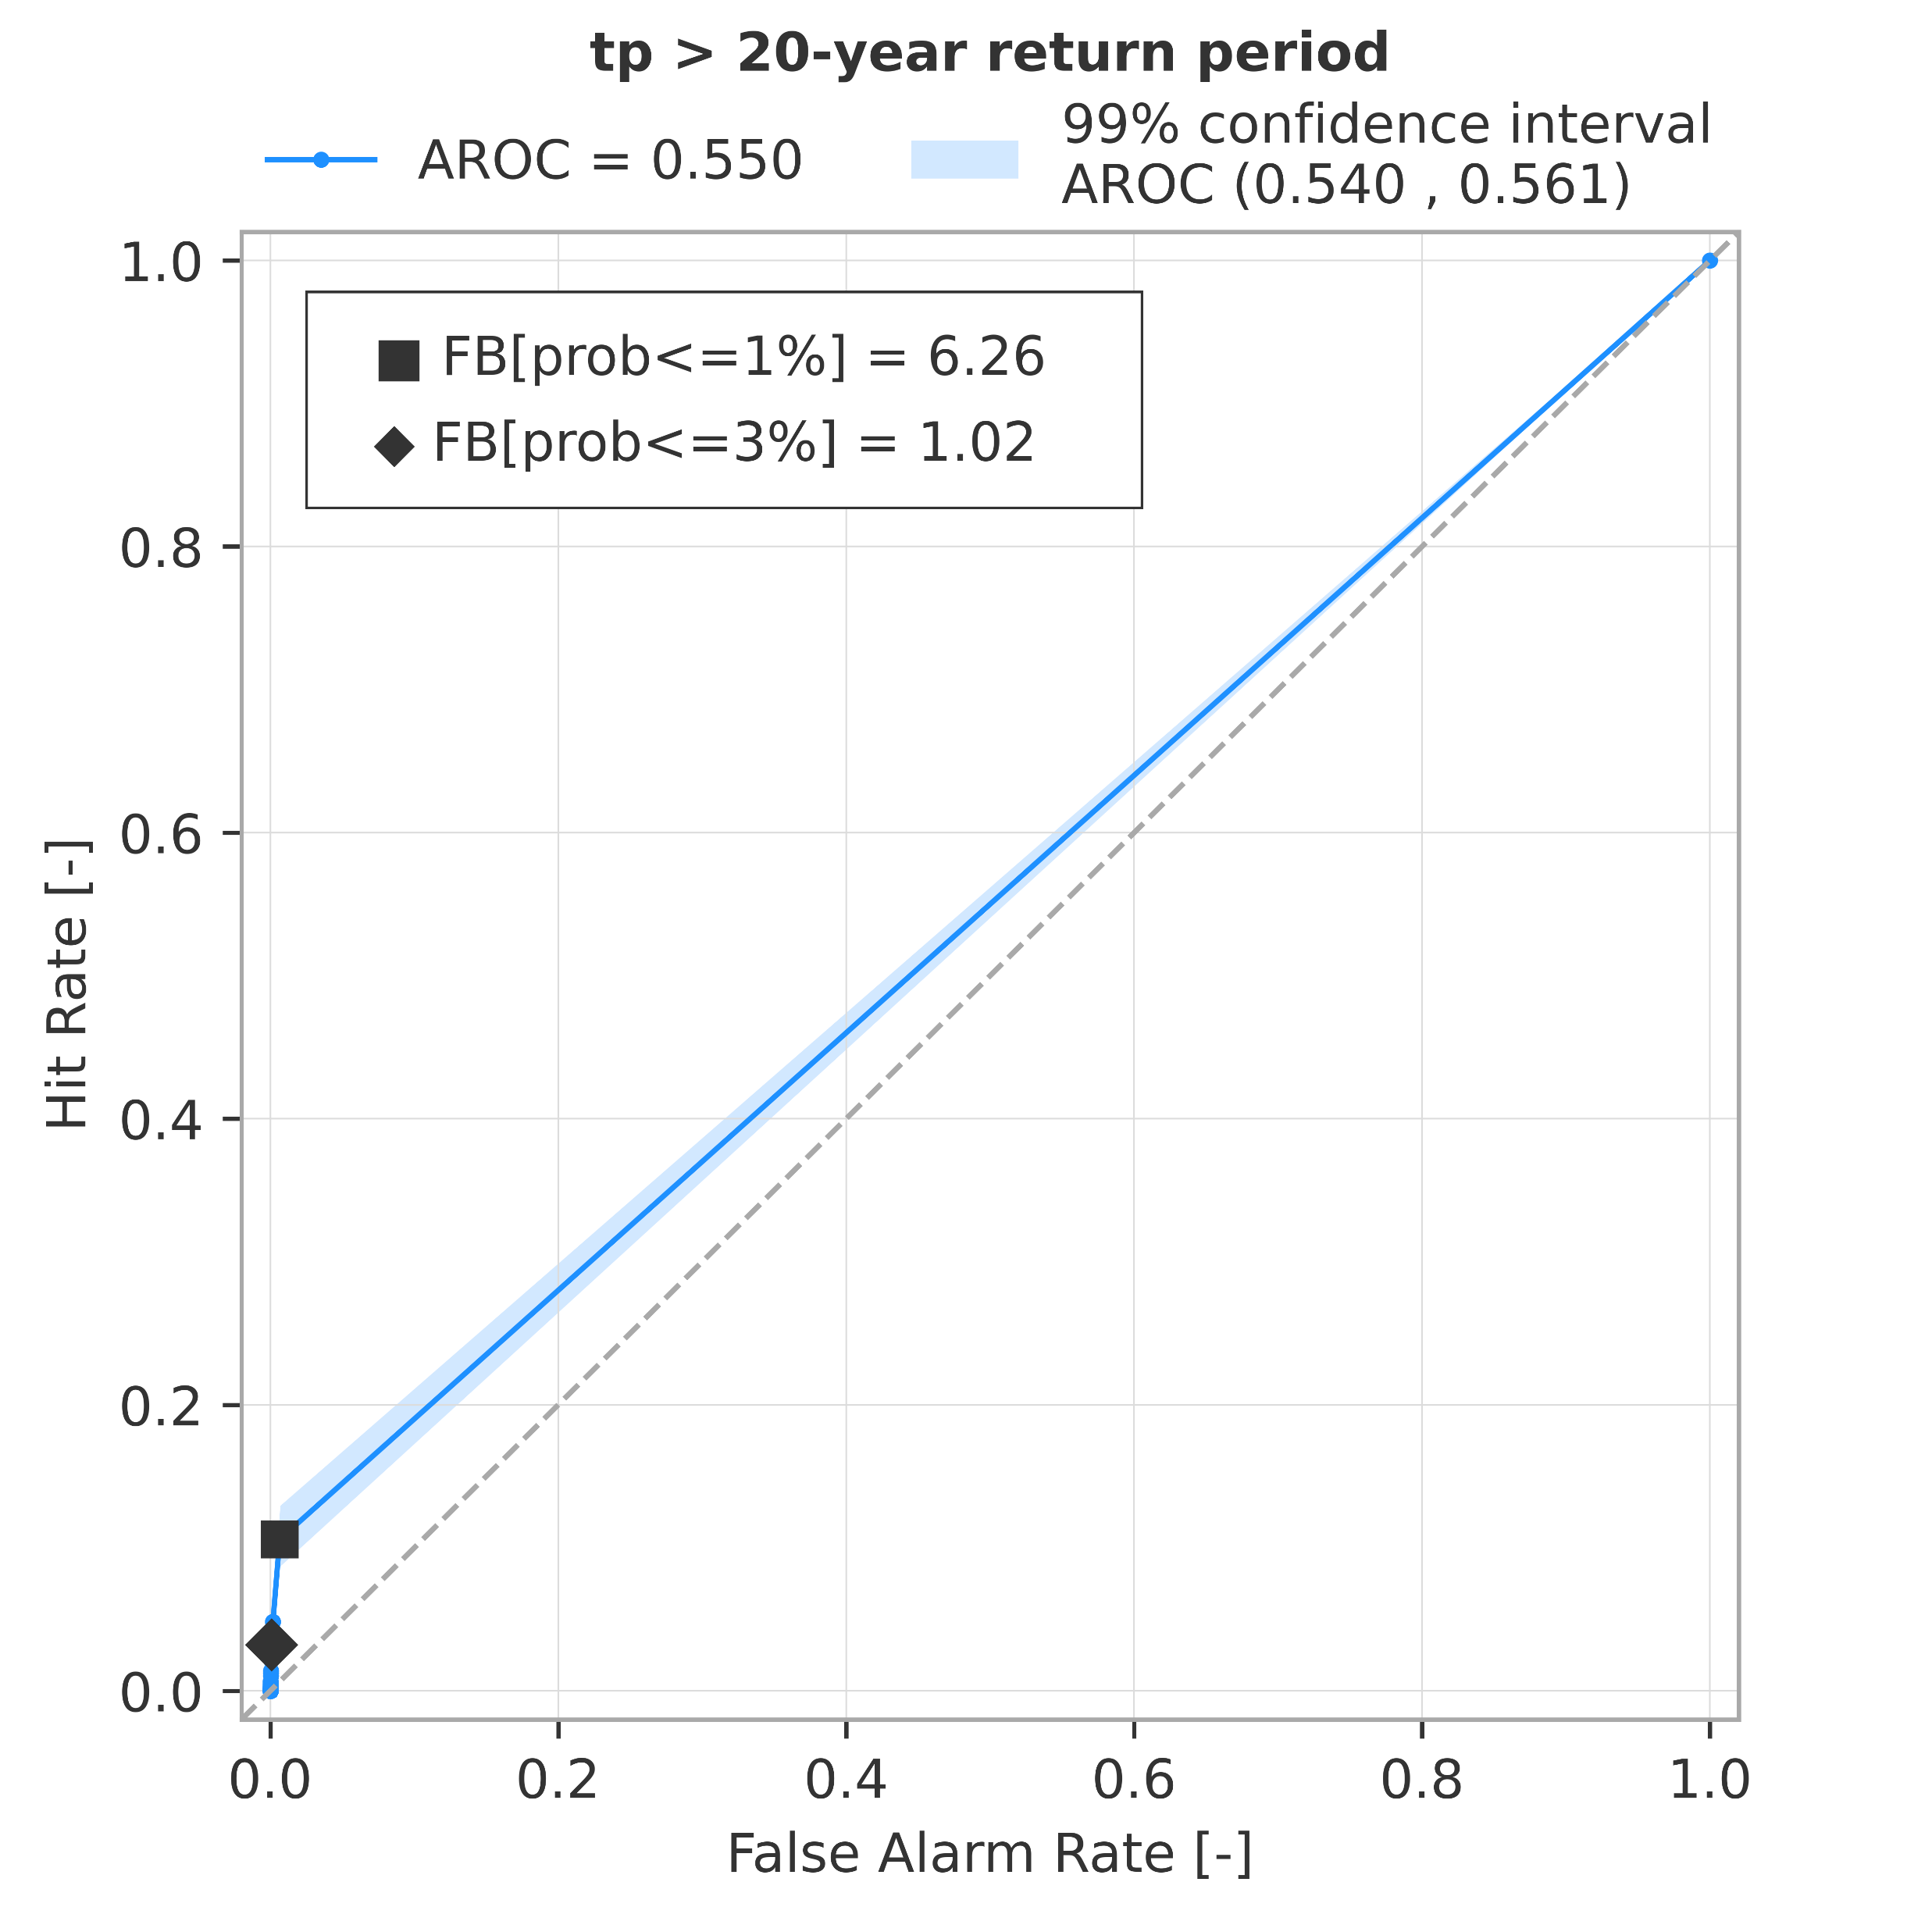 tp > 20-year return period
AROC = 0.550
99% confidence interval
AROC (0.540 , 0.561)
FB[prob<=1%] = 6.26
FB[prob<=3%] = 1.02
Hit Rate [-]
1.0
0.8
0.6
0.4
0.2
0.0
0.0 0.2 0.4 0.6 0.8 1.0
False Alarm Rate [-]